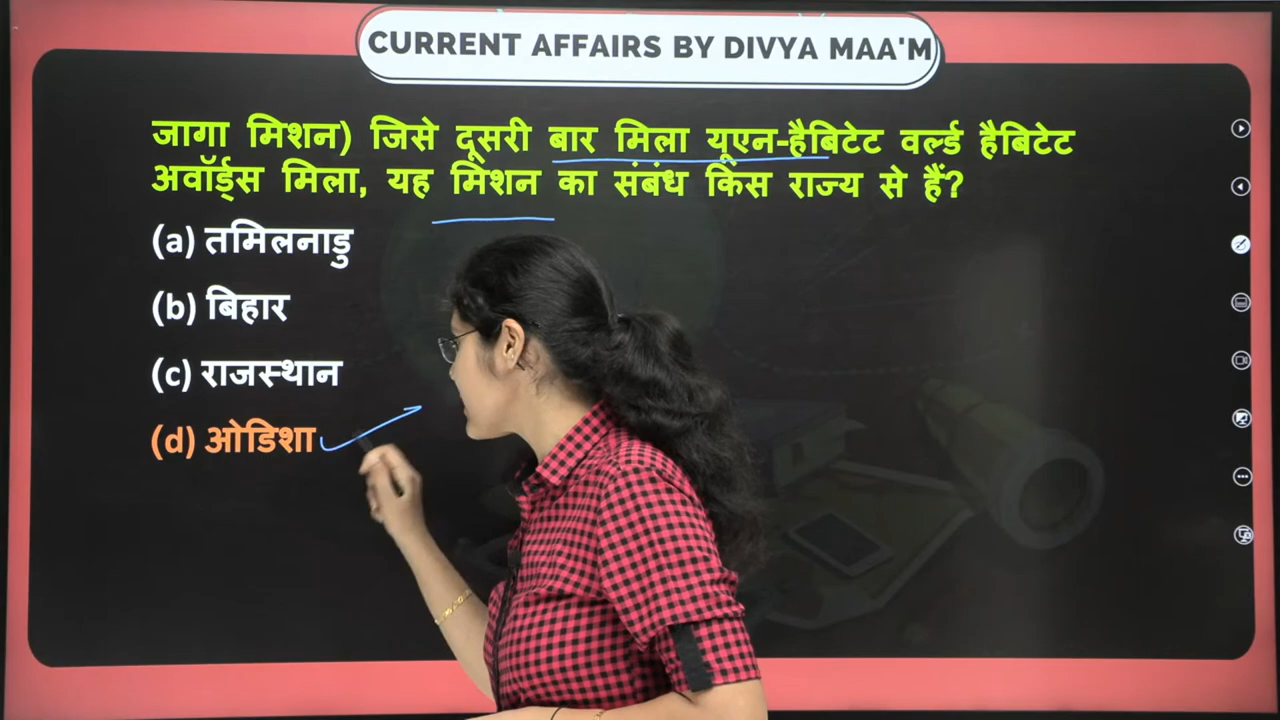 CURRENT AFFAIRS BY DIVYA MAA'M
जागा मिशन) जिसे दूसरी बार मिला यूएन-हैबिटेट वर्ल्ड हैबिटेट
अवॉर्ड्स मिला, यह मिशन का संबंध किस राज्य से हैं?
(a) तमिलनाडु
(b) बिहार
(c) राजस्थान
(d) ओडिशा